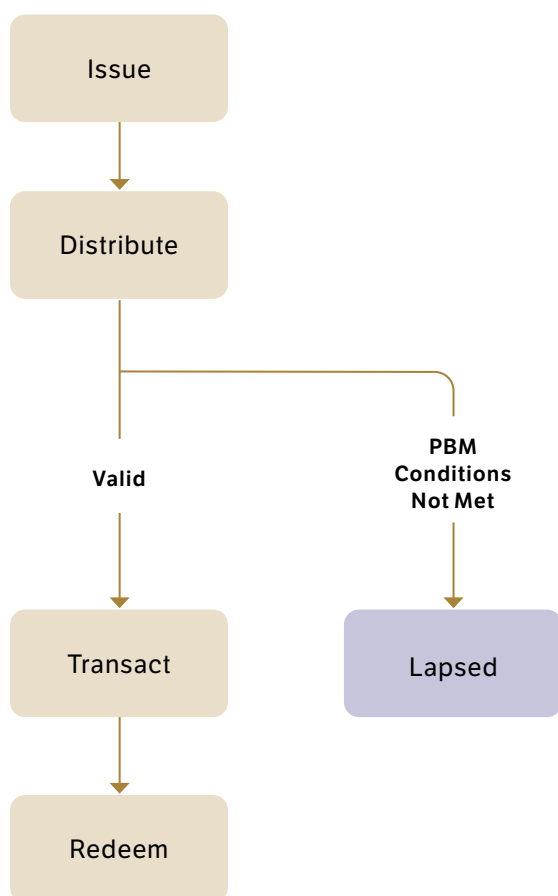 Issue
Distribute
Valid
PBM
Conditions
Not Met
Transact
Lapsed
Redeem